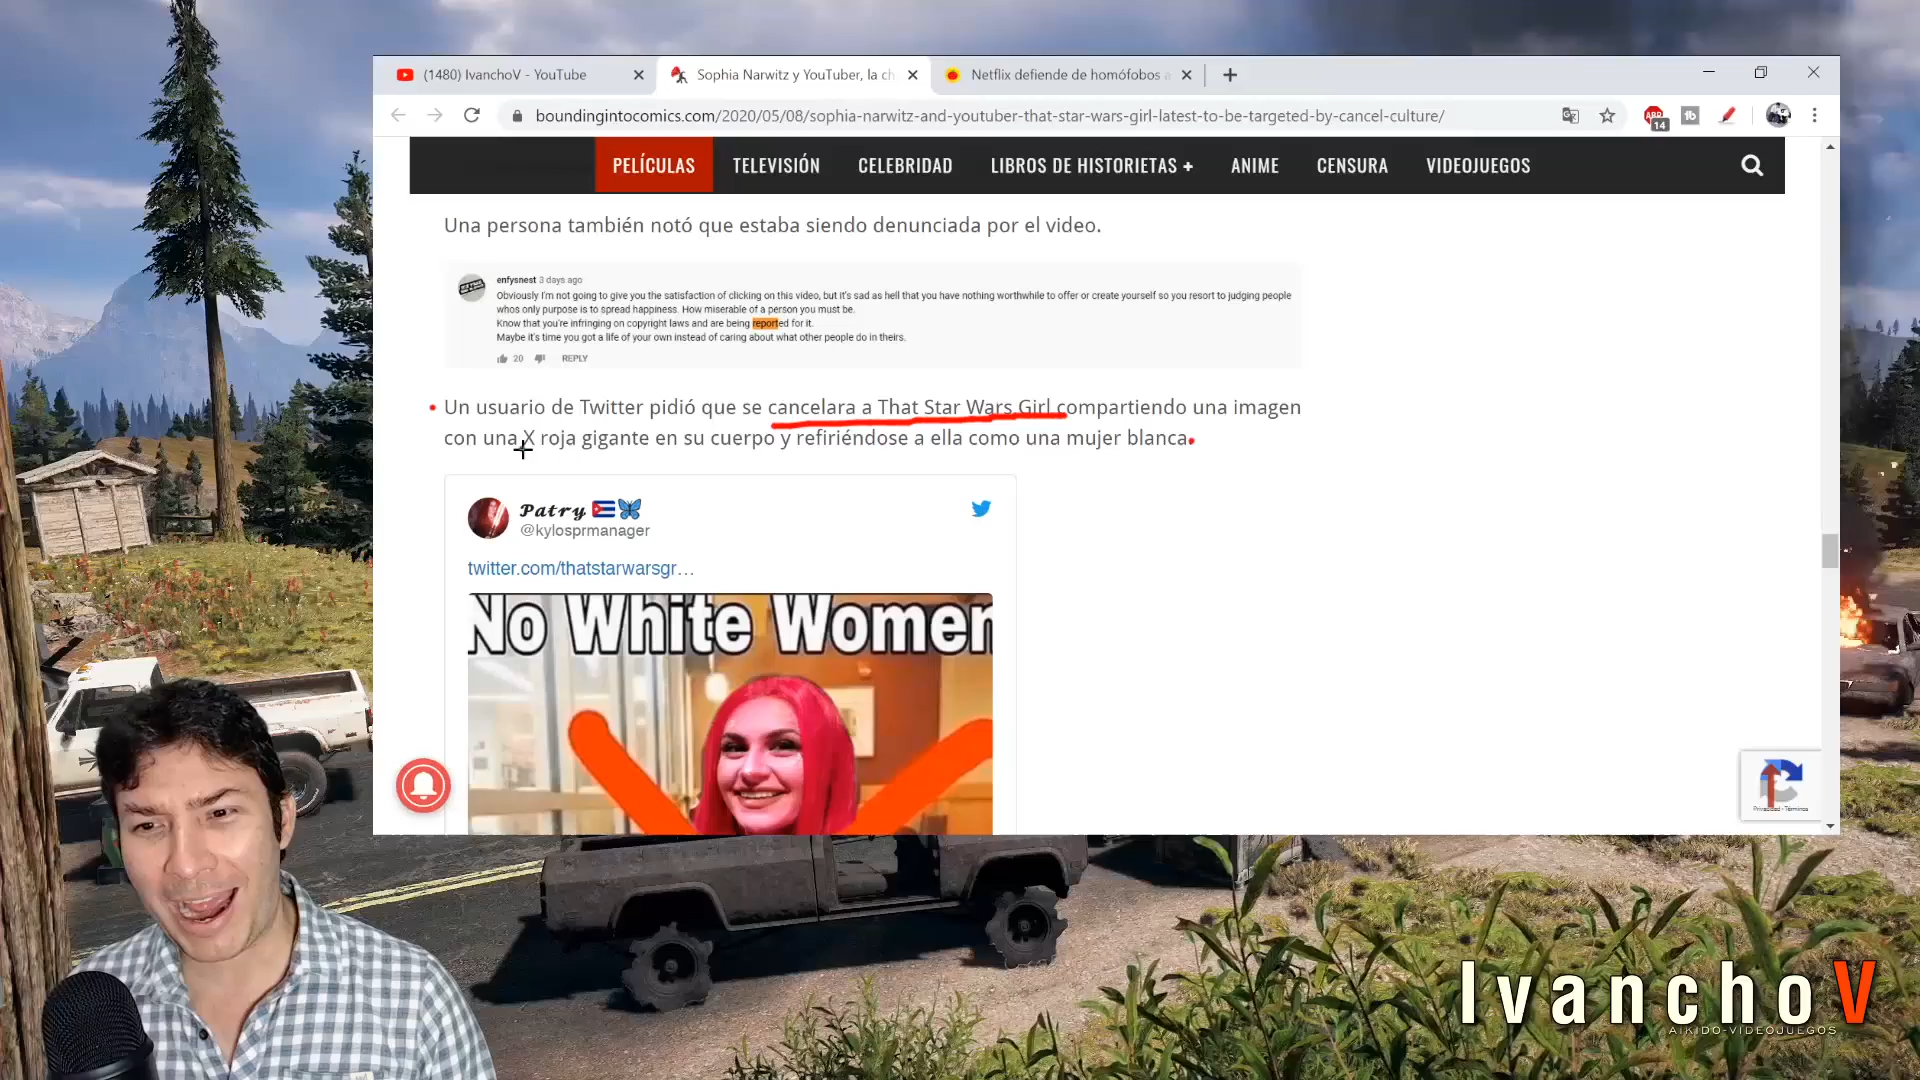 (1480) IvanchoV - YouTube
Sophia Narwitz y YouTuber, la ch
Netflix defiende de homófobos a
boundingintocomics.com/2020/05/08/sophia-narwitz-and-youtuber-that-star-wars-girl-latest-to-be-targeted-by-cancel-culture/
ABP
14
PELÍCULAS TELEVISIÓN CELEBRIDAD LIBROS DE HISTORIETAS + ANIME CENSURA VIDEOJUEGOS
Una persona también notó que estaba siendo denunciada por el video.
enfysnest 3 days ago
Obviously I'm not going to give you the satisfaction of clicking on this video, but it's sad as hell that you have nothing worthwhile to offer or create yourself so you resort to judging people
whos only purpose is to spread happiness. How miserable of a person you must be.
Know that you're infringing on copyright laws and are being reported for it.
Maybe it's time you got a life of your own instead of caring about what other people do in theirs.
20 REPLY
Un usuario de Twitter pidió que se cancelara a That Star Wars Girl compartiendo una imagen
con una X roja gigante en su cuerpo y refiriéndose a ella como una mujer blanca.
Patry
@kylosprmanager
twitter.com/thatstarwarsgr…
No White Women
Privacidad - Términos
IvanchoV
AIKIDO-VIDEOJUEGOS